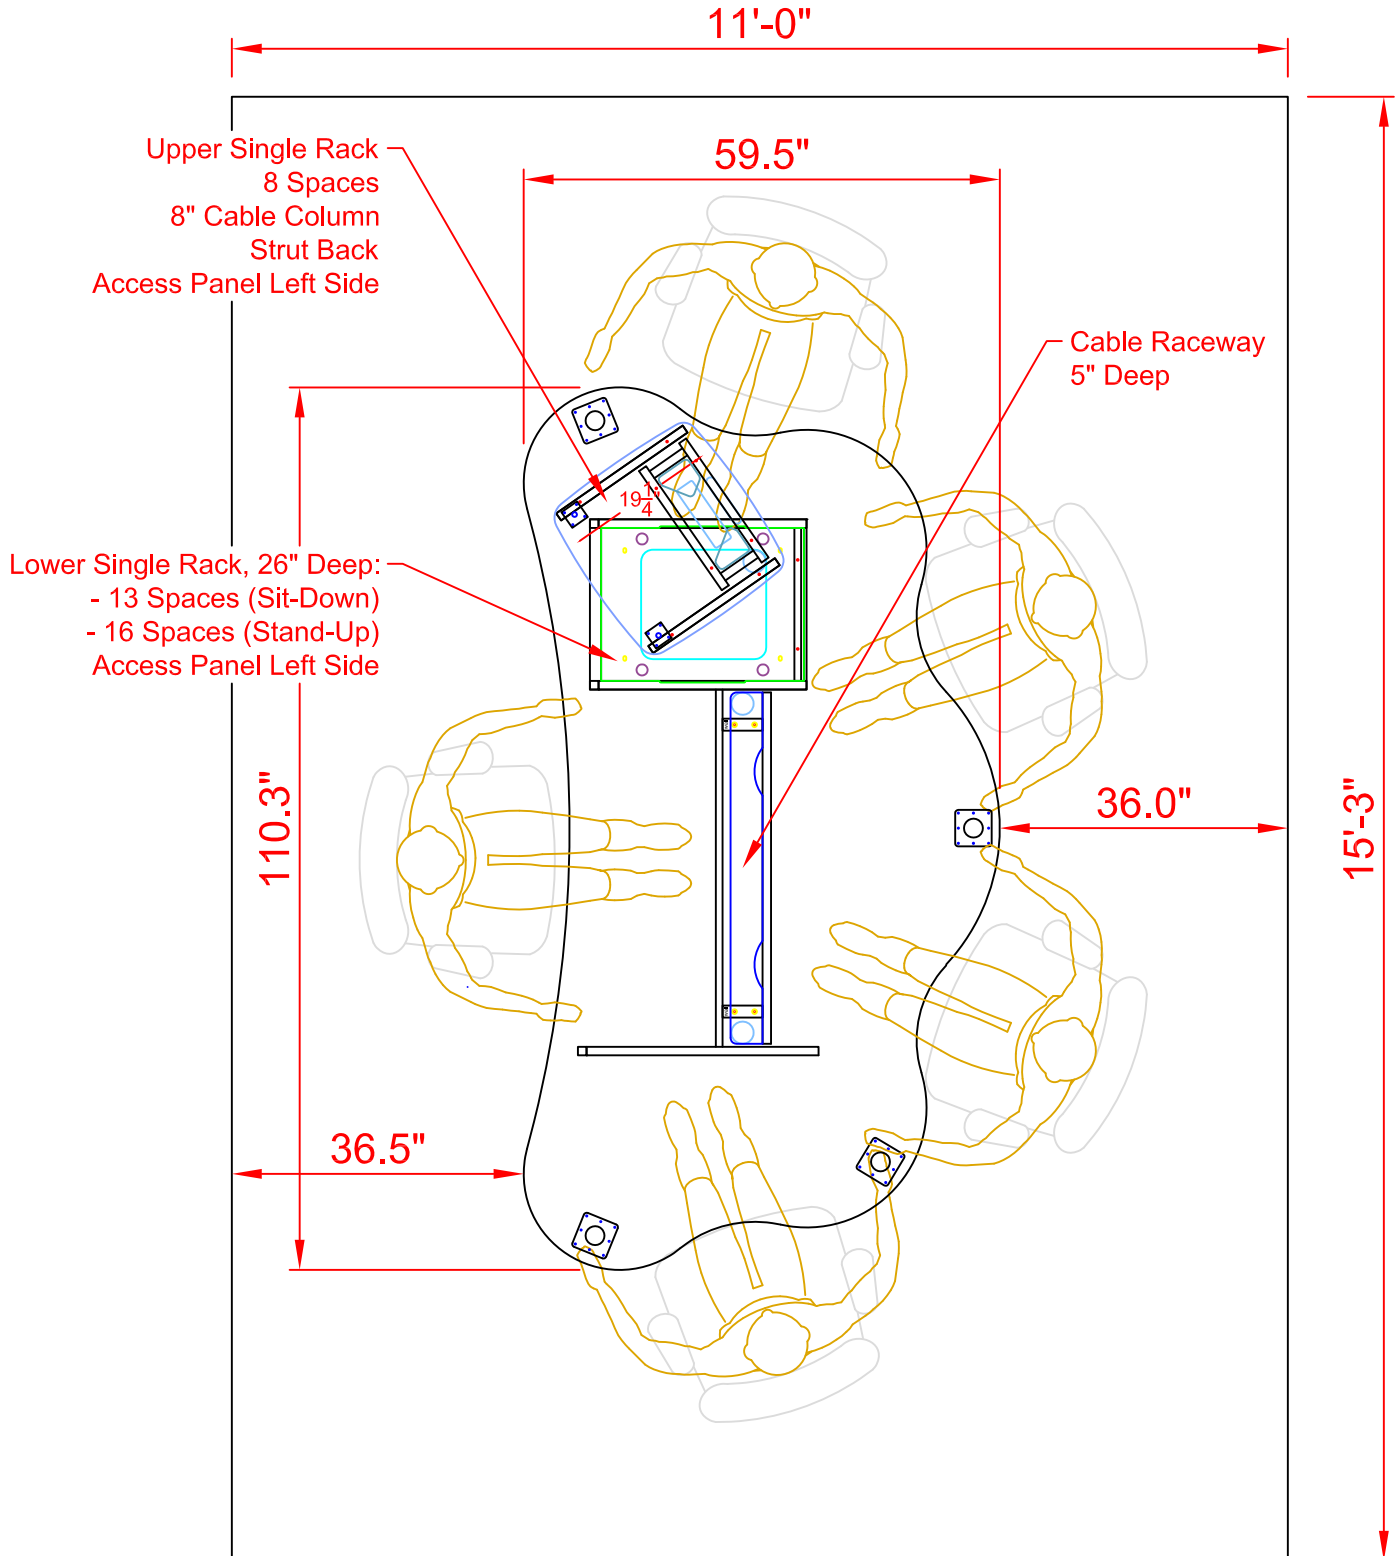 11'-0"
Upper Single Rack
8 Spaces
8" Cable Column
Strut Back
Access Panel Left Side
59.5"
Cable Raceway
5" Deep
19 1/4"
Lower Single Rack, 26" Deep:
- 13 Spaces (Sit-Down)
- 16 Spaces (Stand-Up)
Access Panel Left Side
110.3"
36.0"
15'-3"
36.5"